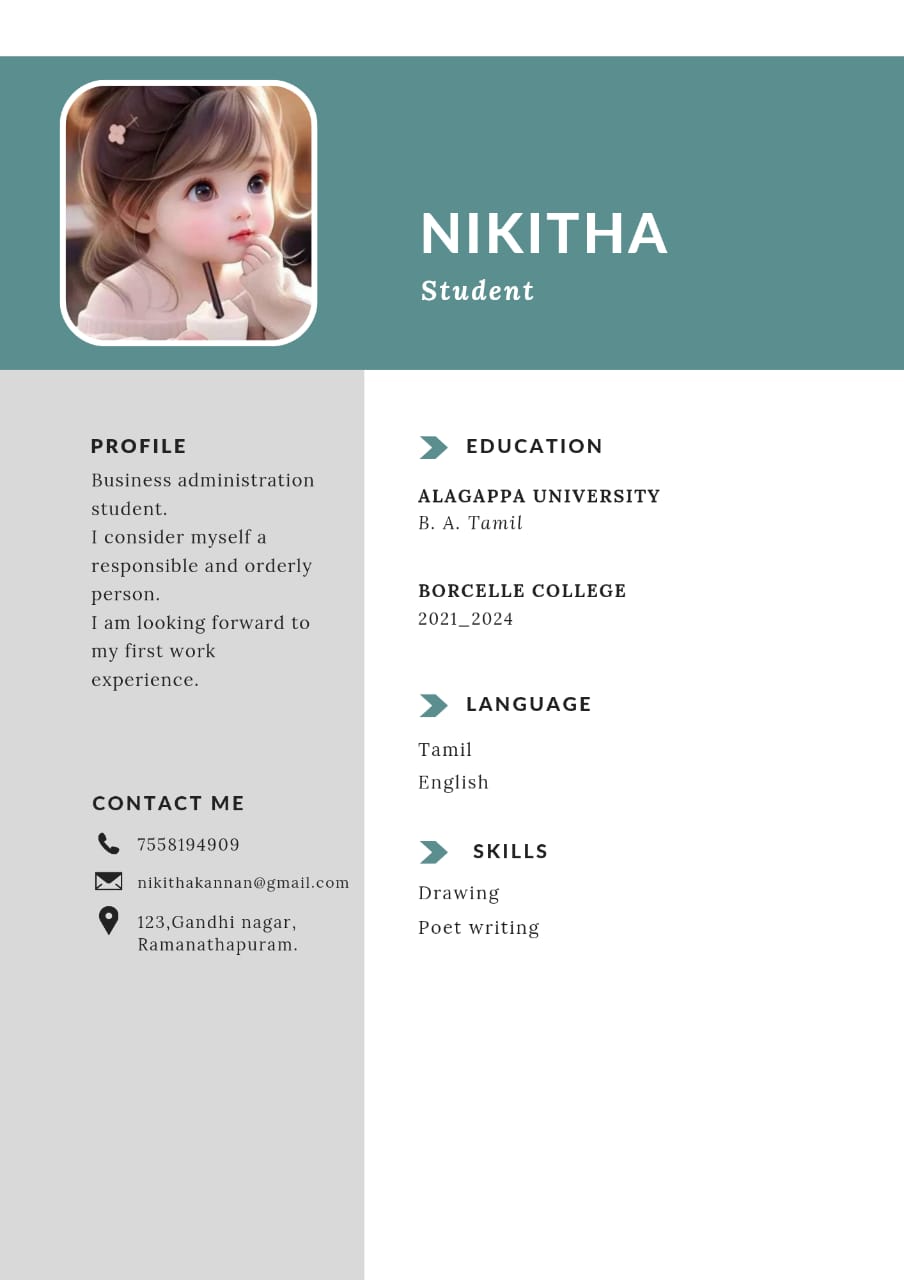 NIKITHA
Student
PROFILE
Business administration
student.
I consider myself a
responsible and orderly
person.
I am looking forward to
my first work
experience.
CONTACT ME
7558194909
nikithakannan@gmail.com
123,Gandhi nagar,
Ramanathapuram.
EDUCATION
ALAGAPPA UNIVERSITY
B. A. Tamil
BORCELLE COLLEGE
2021_2024
LANGUAGE
Tamil
English
SKILLS
Drawing
Poet writing